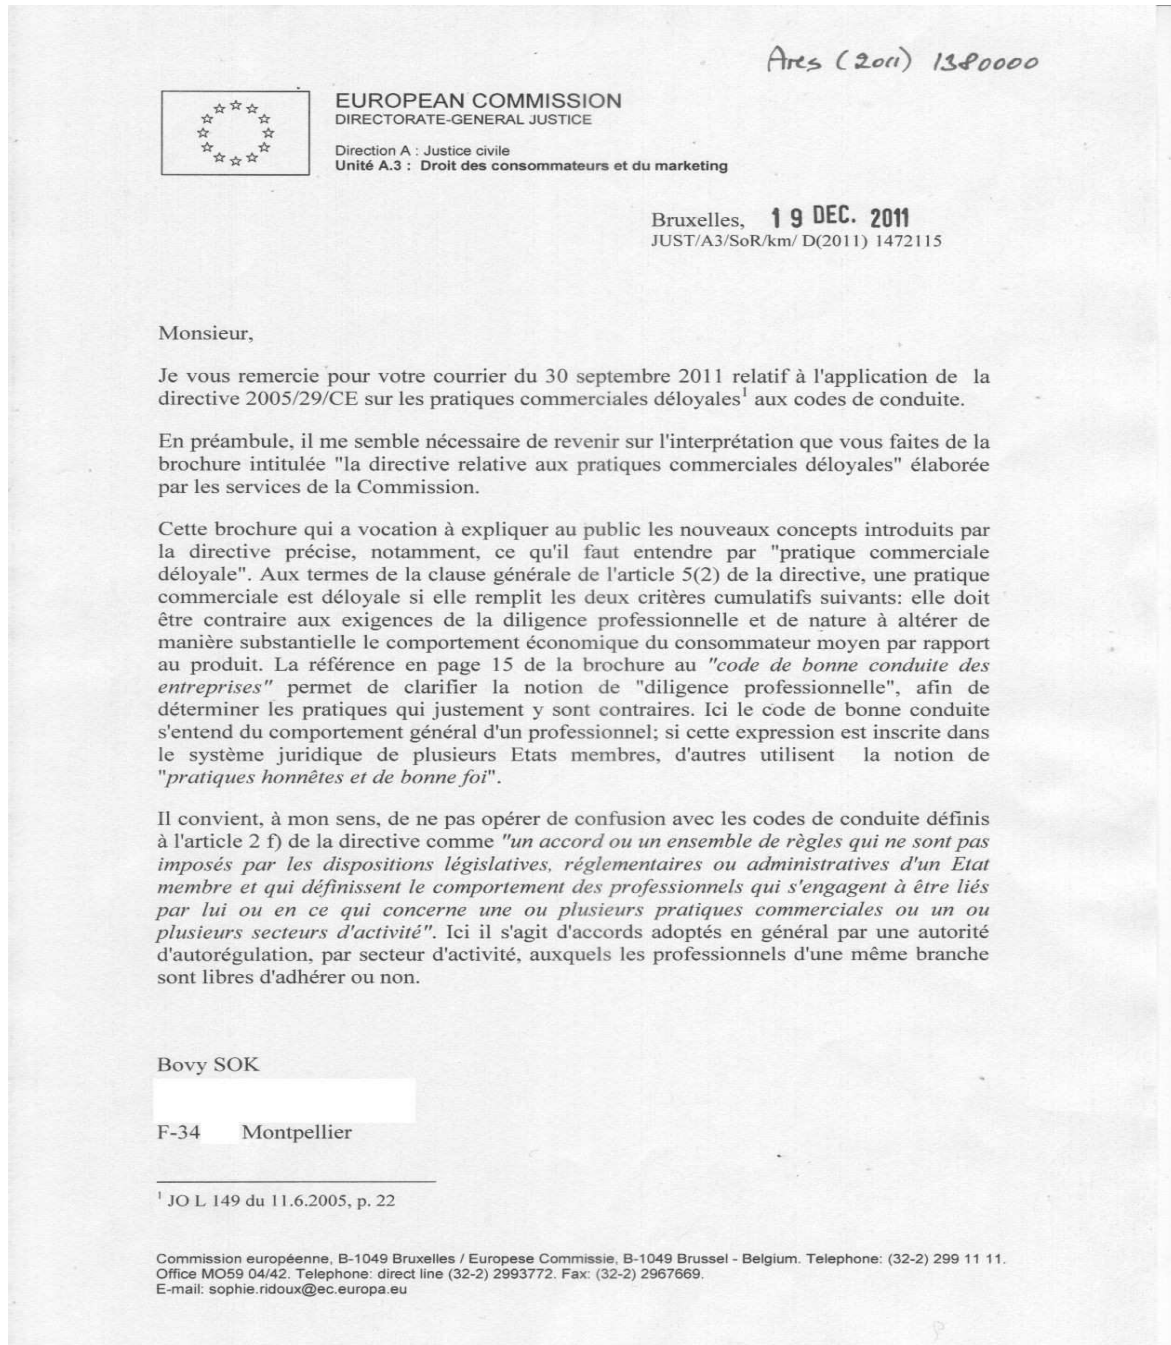 Ares (2011) 1380000
EUROPEAN COMMISSION
DIRECTORATE-GENERAL JUSTICE
Direction A : Justice civile
Unité A.3 : Droit des consommateurs et du marketing
Bruxelles, 19 DEC. 2011
JUST/A3/SoR/km/ D(2011) 1472115
Monsieur,
Je vous remercie pour votre courrier du 30 septembre 2011 relatif à l'application de la
directive 2005/29/CE sur les pratiques commerciales déloyales¹ aux codes de conduite.
En préambule, il me semble nécessaire de revenir sur l'interprétation que vous faites de la
brochure intitulée "la directive relative aux pratiques commerciales déloyales" élaborée
par les services de la Commission.
Cette brochure qui a vocation à expliquer au public les nouveaux concepts introduits par
la directive précise, notamment, ce qu'il faut entendre par "pratique commerciale
déloyale". Aux termes de la clause générale de l'article 5(2) de la directive, une pratique
commerciale est déloyale si elle remplit les deux critères cumulatifs suivants: elle doit
être contraire aux exigences de la diligence professionnelle et de nature à altérer de
manière substantielle le comportement économique du consommateur moyen par rapport
au produit. La référence en page 15 de la brochure au "code de bonne conduite des
entreprises" permet de clarifier la notion de "diligence professionnelle", afin de
déterminer les pratiques qui justement y sont contraires. Ici le code de bonne conduite
s'entend du comportement général d'un professionnel; si cette expression est inscrite dans
le système juridique de plusieurs Etats membres, d'autres utilisent la notion de
"pratiques honnêtes et de bonne foi".
Il convient, à mon sens, de ne pas opérer de confusion avec les codes de conduite définis
à l'article 2 f) de la directive comme "un accord ou un ensemble de règles qui ne sont pas
imposés par les dispositions législatives, réglementaires ou administratives d'un Etat
membre et qui définissent le comportement des professionnels qui s'engagent à être liés
par lui ou en ce qui concerne une ou plusieurs pratiques commerciales ou un ou
plusieurs secteurs d'activité". Ici il s'agit d'accords adoptés en général par une autorité
d'autorégulation, par secteur d'activité, auxquels les professionnels d'une même branche
sont libres d'adhérer ou non.
Bovy SOK
F-34 Montpellier
¹ JO L 149 du 11.6.2005, p. 22
Commission européenne, B-1049 Bruxelles / Europese Commissie, B-1049 Brussel - Belgium. Telephone: (32-2) 299 11 11.
Office MO59 04/42. Telephone: direct line (32-2) 2993772. Fax: (32-2) 2967669.
E-mail: sophie.ridoux@ec.europa.eu